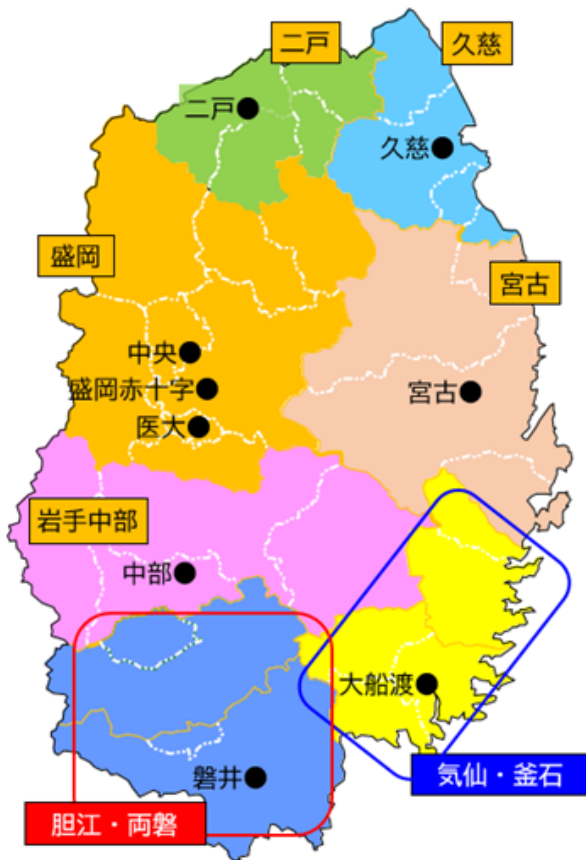 二戸
久慈
二戸
久慈
盛岡
宮古
中央
盛岡赤十字
宮古
医大
岩手中部
中部
大船渡
気仙・釜石
磐井
胆江・両磐